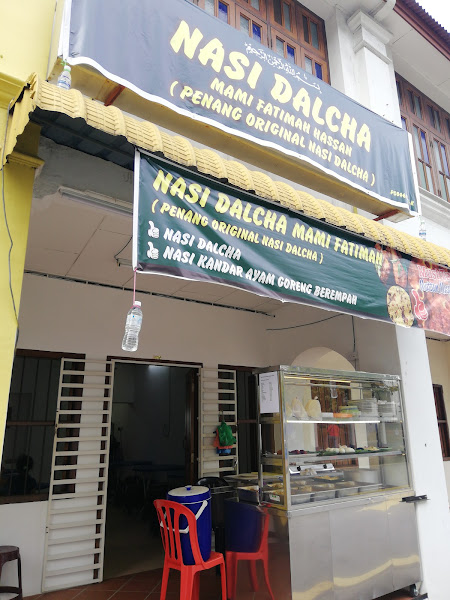 NASI DALCHA
MAMI FATIMAH HASSAN
( PENANG ORIGINAL NASI DALCHA )
NASI DALCHA MAMI FATIMAH
( PENANG ORIGINAL NASI DALCHA )
NASI DALCHA
NASI KANDAR AYAM GORENG BEREMPAH